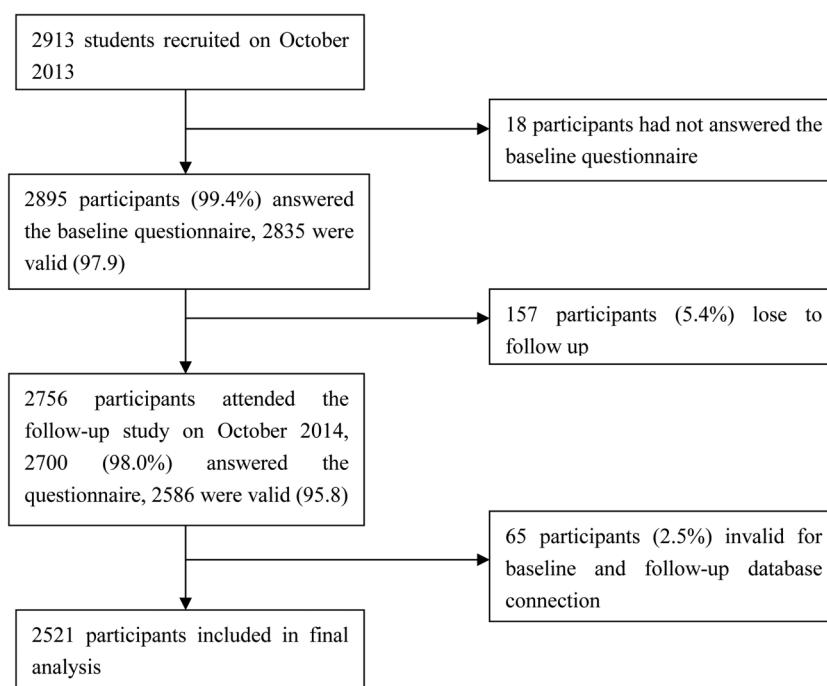 2913 students recruited on October
2013
18 participants had not answered the
baseline questionnaire
2895 participants (99.4%) answered
the baseline questionnaire, 2835 were
valid (97.9)
157 participants (5.4%) lose to
follow up
2756 participants attended the
follow-up study on October 2014,
2700 (98.0%) answered the
questionnaire, 2586 were valid (95.8)
65 participants (2.5%) invalid for
baseline and follow-up database
connection
2521 participants included in final
analysis